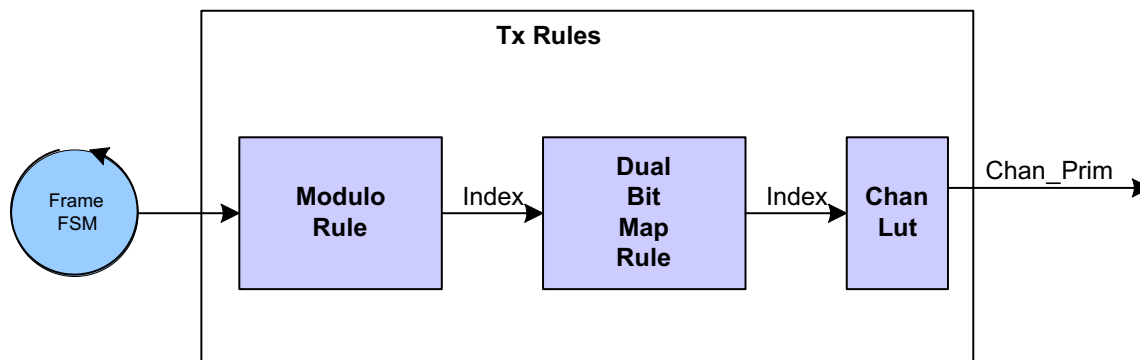 Tx Rules
Frame
FSM
Modulo
Rule
Index
Dual
Bit
Map
Rule
Index
Chan
Lut
Chan_Prim